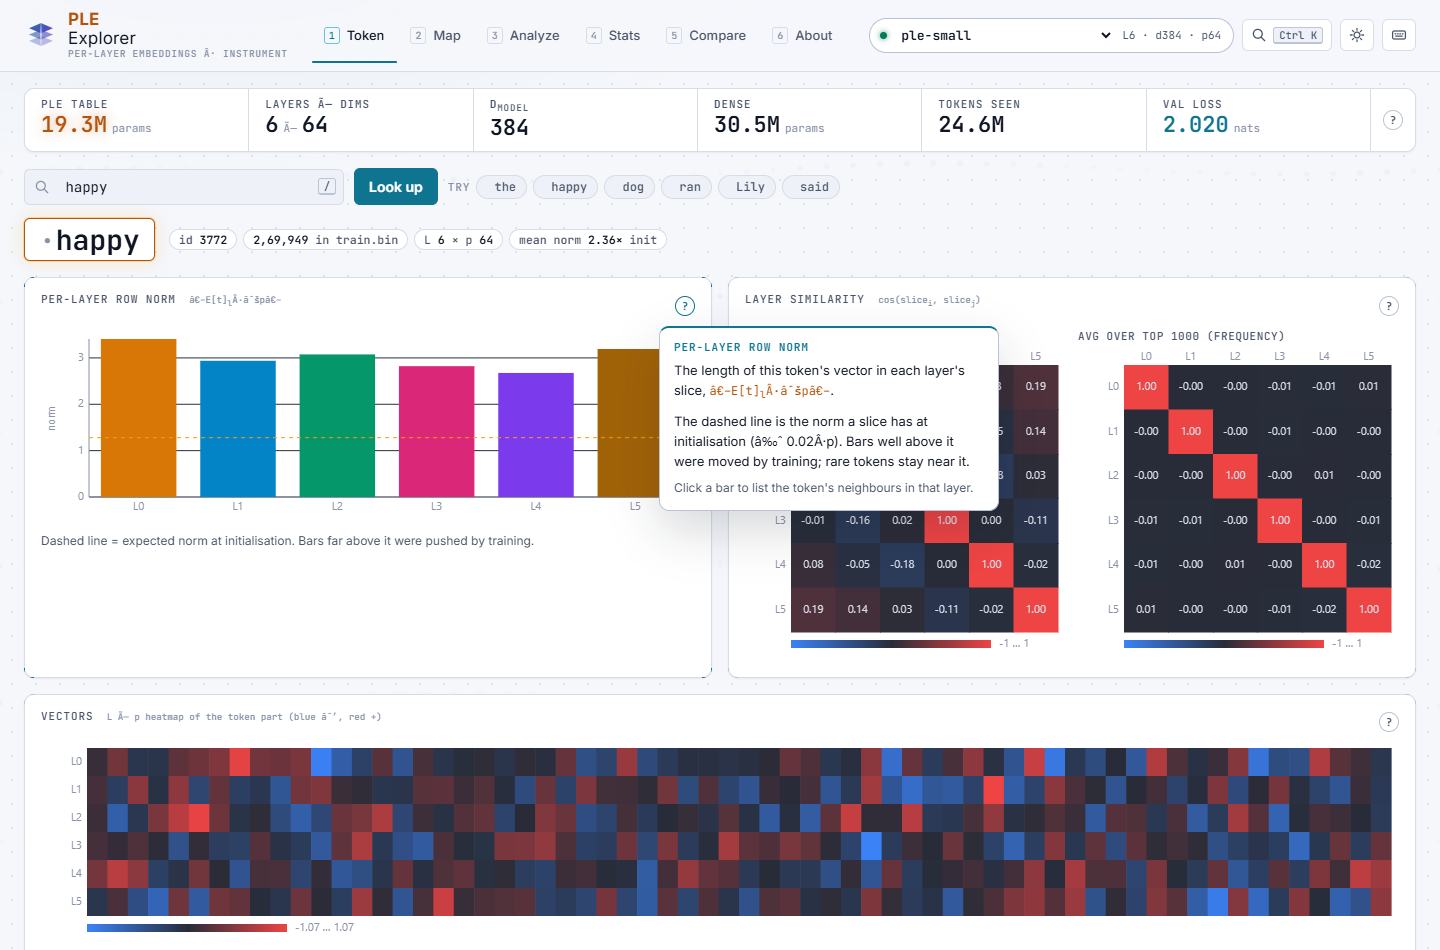 PLE
Explorer
PER-LAYER EMBEDDINGS Â· INSTRUMENT
1 Token
2 Map
3 Analyze
4 Stats
5 Compare
6 About
ple-small
L6 · d384 · p64
Ctrl K
PLE TABLE
19.3M params
LAYERS Ã— DIMS
6 Ã— 64
DMODEL
384
DENSE
30.5M params
TOKENS SEEN
24.6M
VAL LOSS
2.020 nats
?
happy
/
Look up
TRY
the
happy
dog
ran
Lily
said
·happy
id 3772
2,69,949 in train.bin
L 6 × p 64
mean norm 2.36× init
PER-LAYER ROW NORM
â€–E[t]lÂ·âˆšpâ€–
?
norm
3
2
1
0
L0 L1 L2 L3 L4 L5
Dashed line = expected norm at initialisation. Bars far above it were pushed by training.
PER-LAYER ROW NORM
The length of this token's vector in each layer's
slice, â€–E[t]lÂ·âˆšpâ€–.
The dashed line is the norm a slice has at
initialisation (â‰ˆ 0.02Â·p). Bars well above it
were moved by training; rare tokens stay near it.
Click a bar to list the token's neighbours in that layer.
LAYER SIMILARITY
cos(slicei, slicej)
?
L5
0.19
0.14
0.03
L3 -0.01 -0.16 0.02 1.00 0.00 -0.11
L4 0.08 -0.05 -0.18 0.00 1.00 -0.02
L5 0.19 0.14 0.03 -0.11 -0.02 1.00
-1 … 1
AVG OVER TOP 1000 (FREQUENCY)
L0 L1 L2 L3 L4 L5
L0 1.00 -0.00 -0.00 -0.01 -0.01 0.01
L1 -0.00 1.00 -0.00 -0.01 -0.00 -0.00
L2 -0.00 -0.00 1.00 -0.00 0.01 -0.00
L3 -0.01 -0.01 -0.00 1.00 -0.00 -0.01
L4 -0.01 -0.00 0.01 -0.00 1.00 -0.02
L5 0.01 -0.00 -0.00 -0.01 -0.02 1.00
-1 … 1
VECTORS
L Ã— p heatmap of the token part (blue âˆ’, red +)
?
L0
L1
L2
L3
L4
L5
-1.07 … 1.07